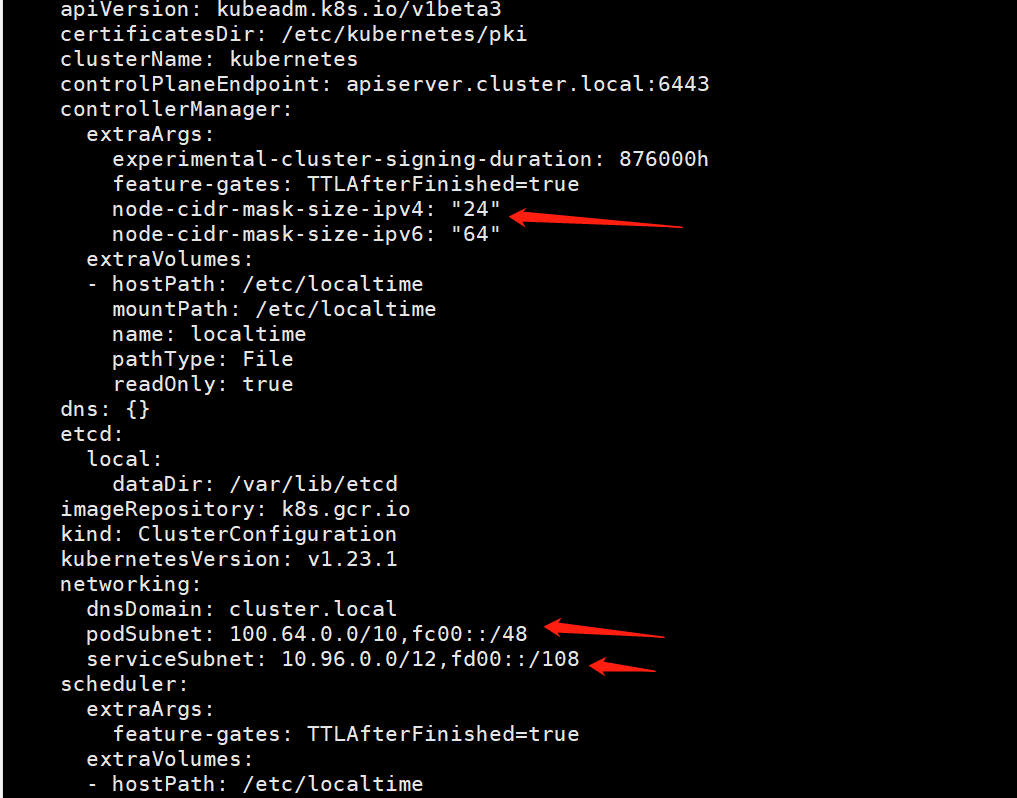 apiVersion: kubeadm.k8s.io/v1beta3
certificatesDir: /etc/kubernetes/pki
clusterName: kubernetes
controlPlaneEndpoint: apiserver.cluster.local:6443
controllerManager:
  extraArgs:
    experimental-cluster-signing-duration: 876000h
    feature-gates: TTLAfterFinished=true
    node-cidr-mask-size-ipv4: "24"
    node-cidr-mask-size-ipv6: "64"
  extraVolumes:
  - hostPath: /etc/localtime
    mountPath: /etc/localtime
    name: localtime
    pathType: File
    readOnly: true
dns: {}
etcd:
  local:
    dataDir: /var/lib/etcd
imageRepository: k8s.gcr.io
kind: ClusterConfiguration
kubernetesVersion: v1.23.1
networking:
  dnsDomain: cluster.local
  podSubnet: 100.64.0.0/10,fc00::/48
  serviceSubnet: 10.96.0.0/12,fd00::/108
scheduler:
  extraArgs:
    feature-gates: TTLAfterFinished=true
  extraVolumes:
  - hostPath: /etc/localtime